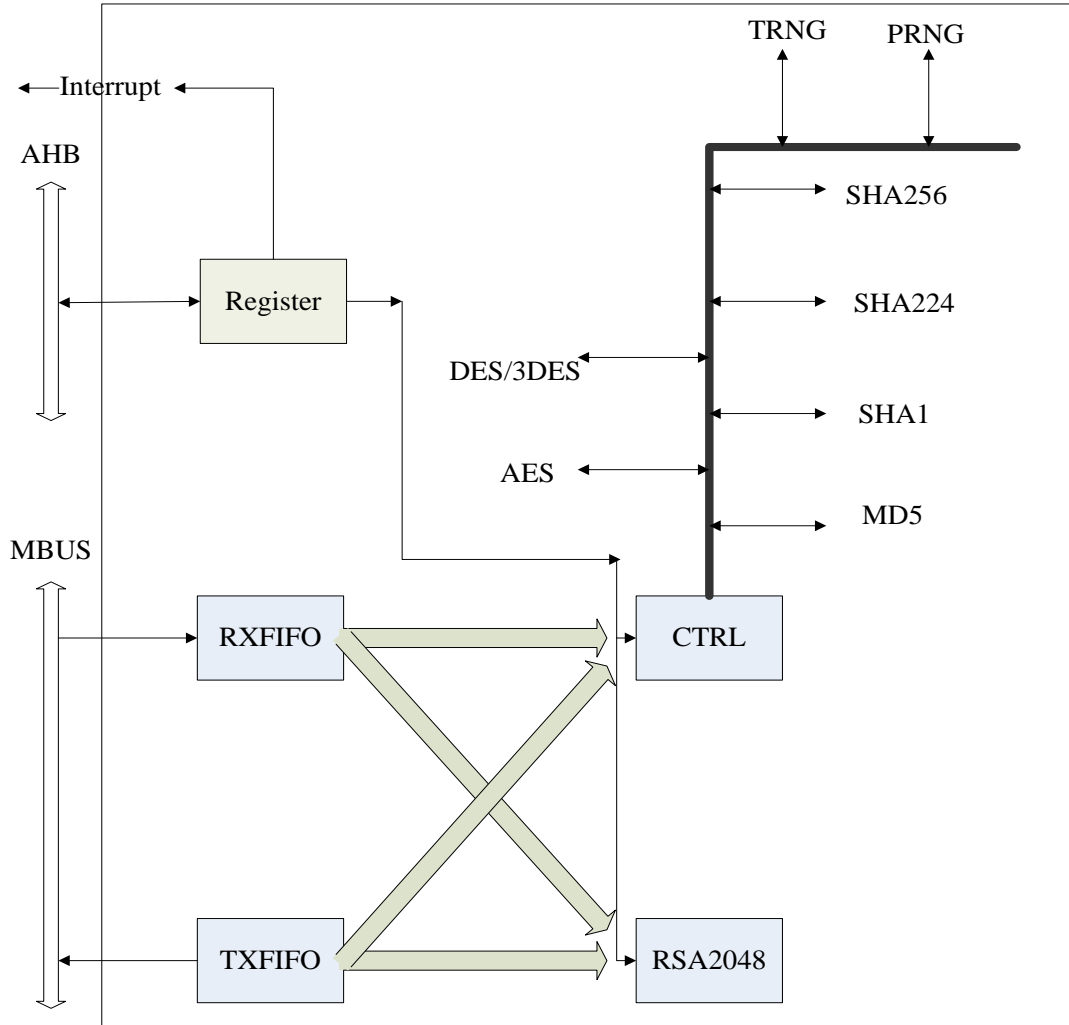 TRNG
PRNG
Interrupt
AHB
SHA256
Register
SHA224
DES/3DES
SHA1
AES
MD5
MBUS
RXFIFO
CTRL
TXFIFO
RSA2048